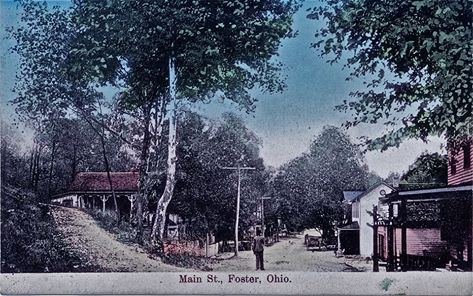 Main St., Foster, Ohio.